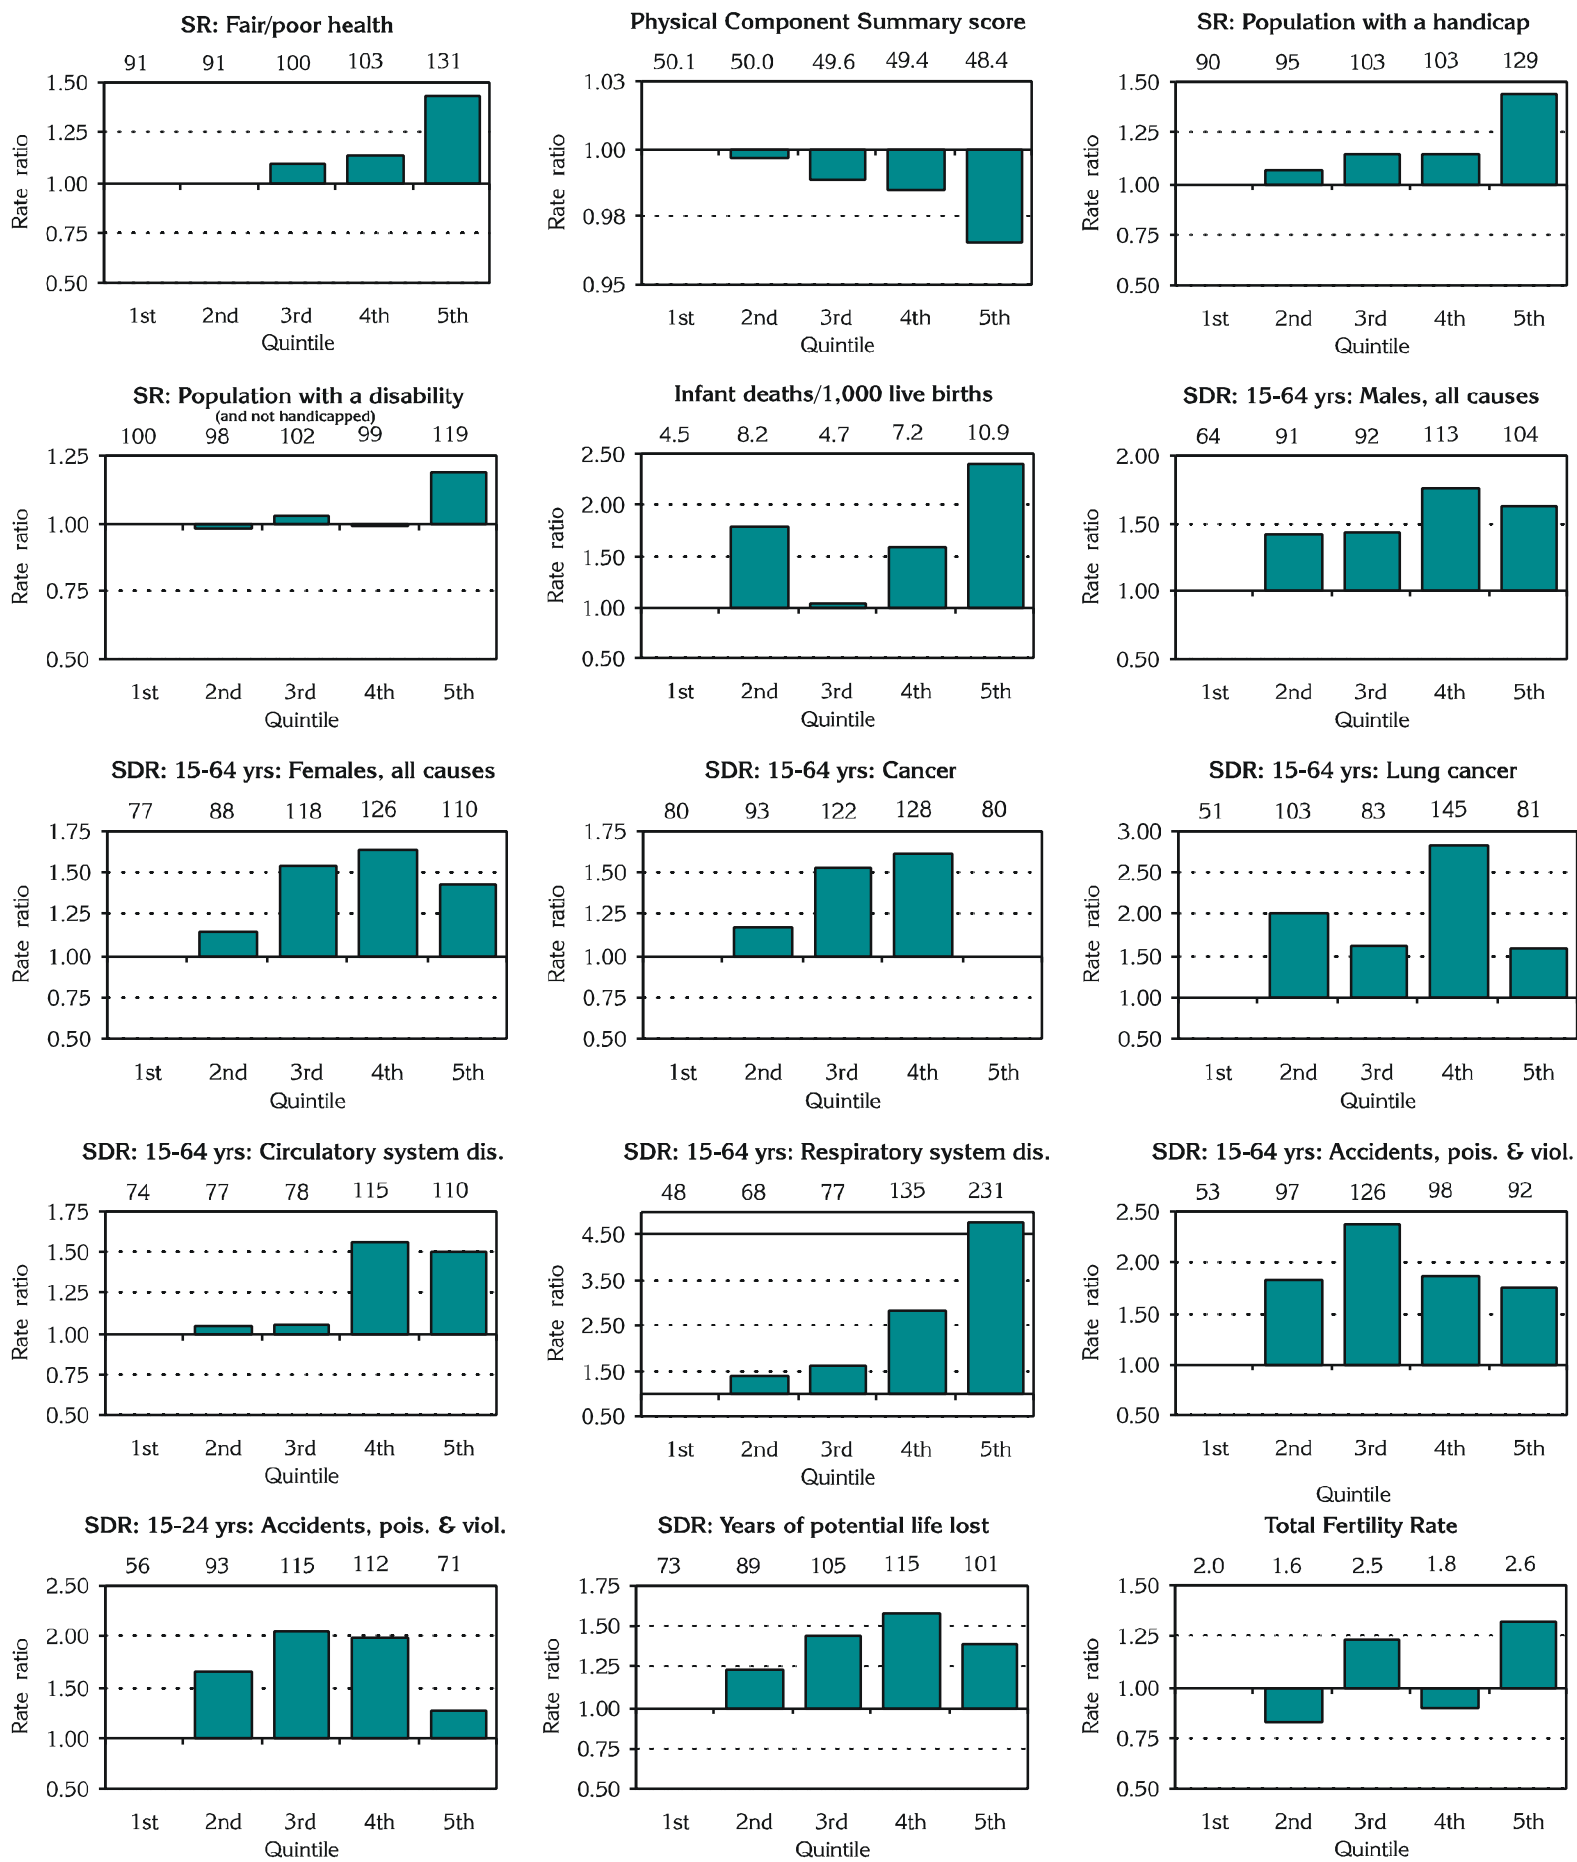 SR: Fair/poor health
91 91 100 103 131
1.50
1.25
1.00
0.75
0.50
Rate ratio
1st 2nd 3rd 4th 5th
Quintile
Physical Component Summary score
50.1 50.0 49.6 49.4 48.4
1.03
1.00
0.98
0.95
Rate ratio
1st 2nd 3rd 4th 5th
Quintile
SR: Population with a handicap
90 95 103 103 129
1.50
1.25
1.00
0.75
0.50
Rate ratio
1st 2nd 3rd 4th 5th
Quintile
SR: Population with a disability
(and not handicapped)
100 98 102 99 119
1.25
1.00
0.75
0.50
Rate ratio
1st 2nd 3rd 4th 5th
Quintile
Infant deaths/1,000 live births
4.5 8.2 4.7 7.2 10.9
2.50
2.00
1.50
1.00
0.50
Rate ratio
1st 2nd 3rd 4th 5th
Quintile
SDR: 15-64 yrs: Males, all causes
64 91 92 113 104
2.00
1.50
1.00
0.50
Rate ratio
1st 2nd 3rd 4th 5th
Quintile
SDR: 15-64 yrs: Females, all causes
77 88 118 126 110
1.75
1.50
1.25
1.00
0.75
0.50
Rate ratio
1st 2nd 3rd 4th 5th
Quintile
SDR: 15-64 yrs: Cancer
80 93 122 128 80
1.75
1.50
1.25
1.00
0.75
0.50
Rate ratio
1st 2nd 3rd 4th 5th
Quintile
SDR: 15-64 yrs: Lung cancer
51 103 83 145 81
3.00
2.50
2.00
1.50
1.00
0.50
Rate ratio
1st 2nd 3rd 4th 5th
Quintile
SDR: 15-64 yrs: Circulatory system dis.
74 77 78 115 110
1.75
1.50
1.25
1.00
0.75
0.50
Rate ratio
1st 2nd 3rd 4th 5th
Quintile
SDR: 15-64 yrs: Respiratory system dis.
48 68 77 135 231
4.50
3.50
2.50
1.50
0.50
Rate ratio
1st 2nd 3rd 4th 5th
Quintile
SDR: 15-64 yrs: Accidents, pois. & viol.
53 97 126 98 92
2.50
2.00
1.50
1.00
0.50
Rate ratio
1st 2nd 3rd 4th 5th
Quintile
SDR: 15-24 yrs: Accidents, pois. & viol.
56 93 115 112 71
2.50
2.00
1.50
1.00
0.50
Rate ratio
1st 2nd 3rd 4th 5th
Quintile
SDR: Years of potential life lost
73 89 105 115 101
1.75
1.50
1.25
1.00
0.75
0.50
Rate ratio
1st 2nd 3rd 4th 5th
Quintile
Total Fertility Rate
2.0 1.6 2.5 1.8 2.6
1.50
1.25
1.00
0.75
0.50
Rate ratio
1st 2nd 3rd 4th 5th
Quintile